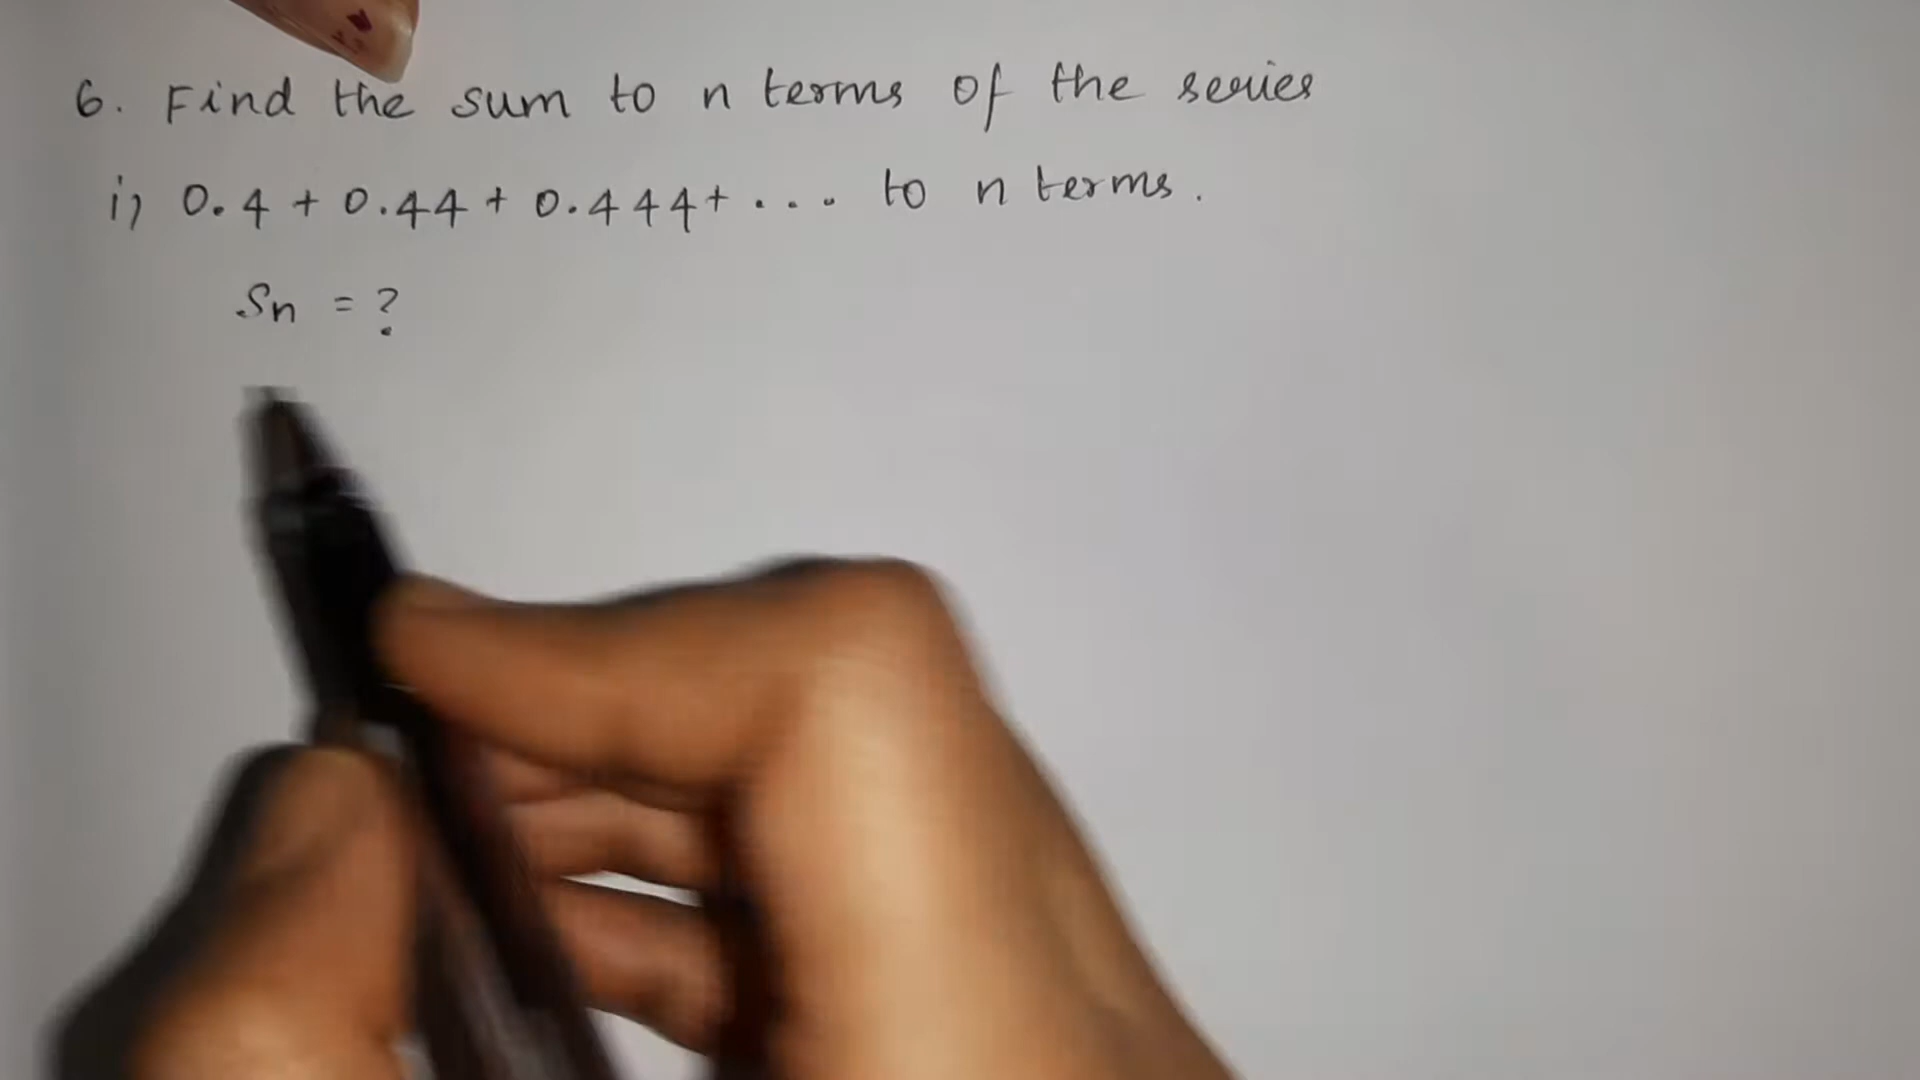 6. Find the sum to n terms of the series
i) 0.4 + 0.44 + 0.444 + .... to n terms.
Sn = ?